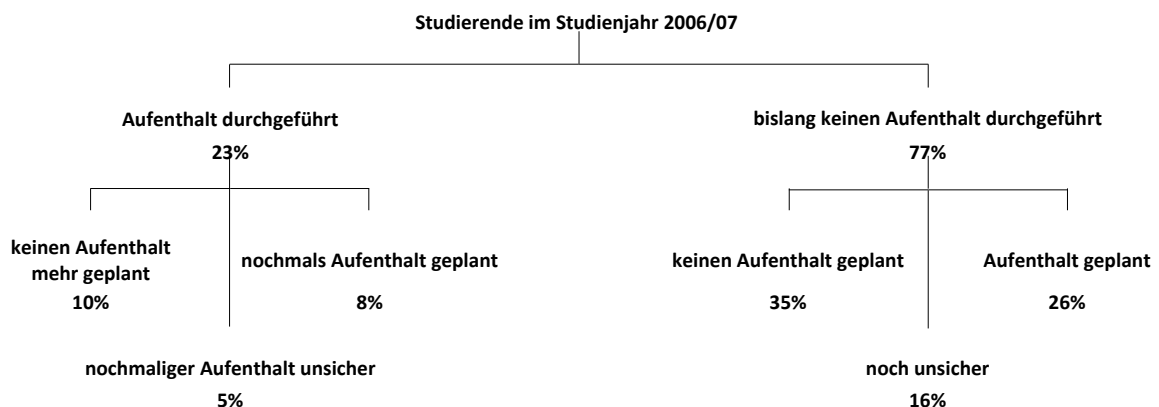 Studierende im Studienjahr 2006/07
Aufenthalt durchgeführt
23%
bislang keinen Aufenthalt durchgeführt
77%
keinen Aufenthalt
mehr geplant
10%
nochmals Aufenthalt geplant
8%
keinen Aufenthalt geplant
35%
Aufenthalt geplant
26%
nochmaliger Aufenthalt unsicher
5%
noch unsicher
16%